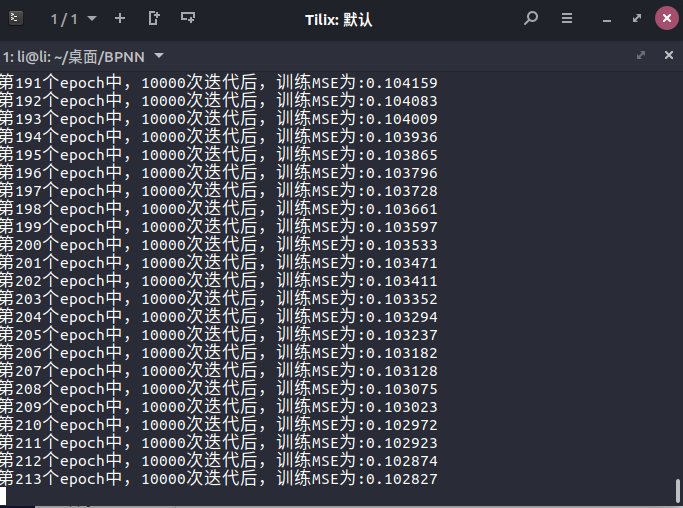 1 / 1
Tilix: 默认
1: li@li: ~/桌面/BPNN
第191个epoch中，10000次迭代后，训练MSE为:0.104159
第192个epoch中，10000次迭代后，训练MSE为:0.104083
第193个epoch中，10000次迭代后，训练MSE为:0.104009
第194个epoch中，10000次迭代后，训练MSE为:0.103936
第195个epoch中，10000次迭代后，训练MSE为:0.103865
第196个epoch中，10000次迭代后，训练MSE为:0.103796
第197个epoch中，10000次迭代后，训练MSE为:0.103728
第198个epoch中，10000次迭代后，训练MSE为:0.103661
第199个epoch中，10000次迭代后，训练MSE为:0.103597
第200个epoch中，10000次迭代后，训练MSE为:0.103533
第201个epoch中，10000次迭代后，训练MSE为:0.103471
第202个epoch中，10000次迭代后，训练MSE为:0.103411
第203个epoch中，10000次迭代后，训练MSE为:0.103352
第204个epoch中，10000次迭代后，训练MSE为:0.103294
第205个epoch中，10000次迭代后，训练MSE为:0.103237
第206个epoch中，10000次迭代后，训练MSE为:0.103182
第207个epoch中，10000次迭代后，训练MSE为:0.103128
第208个epoch中，10000次迭代后，训练MSE为:0.103075
第209个epoch中，10000次迭代后，训练MSE为:0.103023
第210个epoch中，10000次迭代后，训练MSE为:0.102972
第211个epoch中，10000次迭代后，训练MSE为:0.102923
第212个epoch中，10000次迭代后，训练MSE为:0.102874
第213个epoch中，10000次迭代后，训练MSE为:0.102827